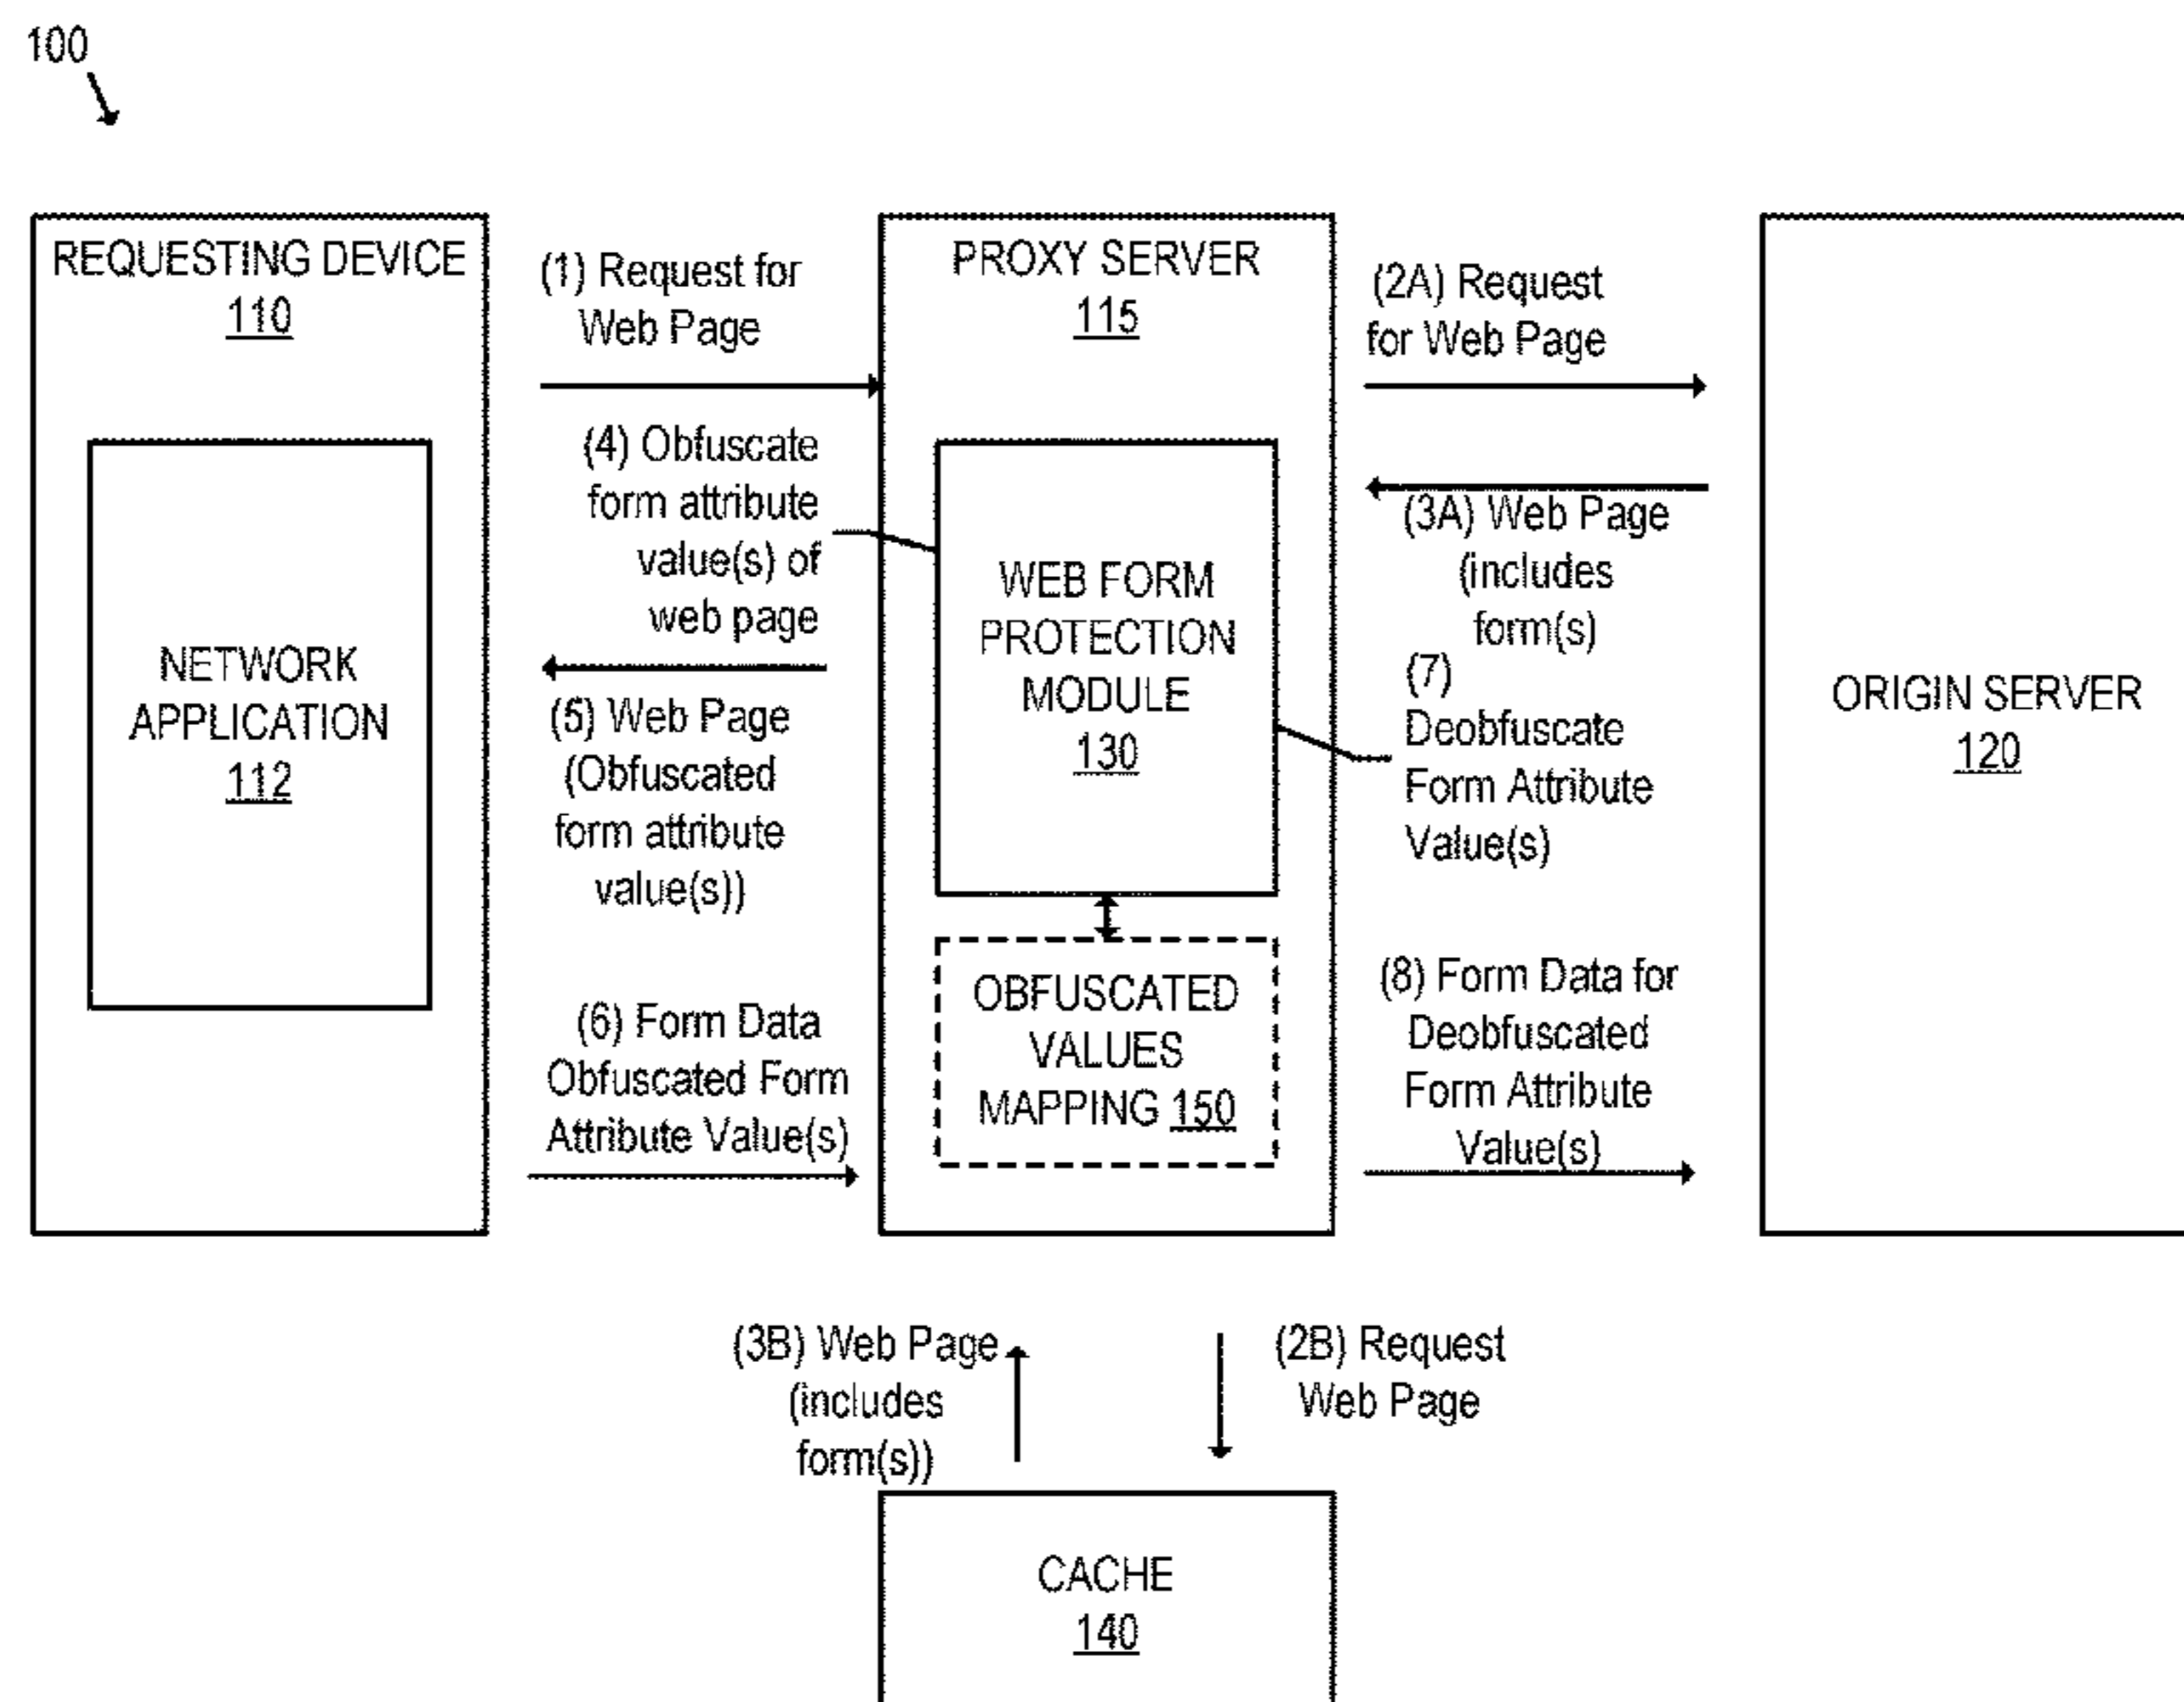 100
REQUESTING DEVICE
110
NETWORK
APPLICATION
112
(1) Request for
Web Page
(4) Obfuscate
form attribute
value(s) of
web page
(5) Web Page
(Obfuscated
form attribute
value(s))
(6) Form Data
Obfuscated Form
Attribute Value(s)
PROXY SERVER
115
WEB FORM
PROTECTION
MODULE
130
OBFUSCATED
VALUES
MAPPING 150
(2A) Request
for Web Page
(3A) Web Page
(includes
form(s)
(7)
Deobfuscate
Form Attribute
Value(s)
(8) Form Data for
Deobfuscated
Form Attribute
Value(s)
ORIGIN SERVER
120
(3B) Web Page
(includes
form(s))
(2B) Request
Web Page
CACHE
140